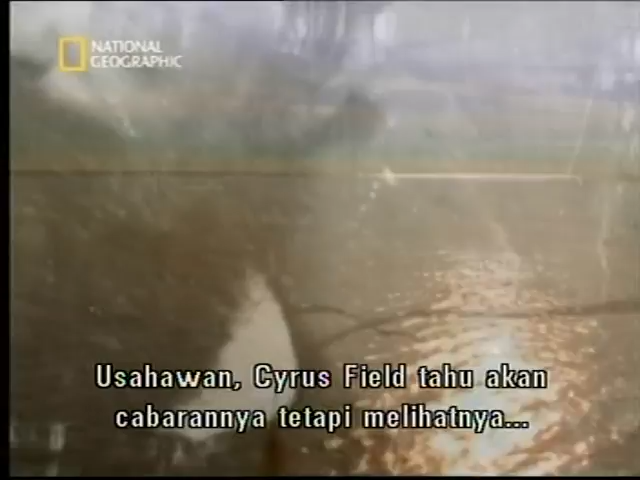 NATIONAL
GEOGRAPHIC
Usahawan, Cyrus Field tahu akan
cabarannya tetapi melihatnya...